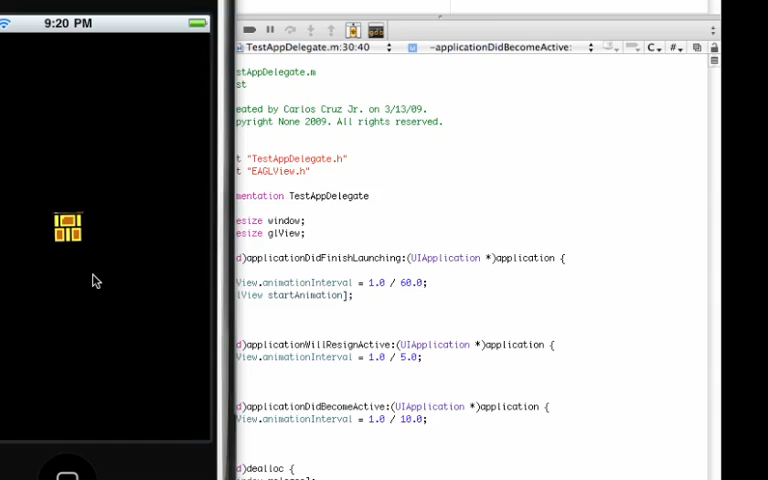 9:20 PM
TestAppDelegate.m:30:40
-applicationDidBecomeActive:
C
#
stAppDelegate.m
st
eated by Carlos Cruz Jr. on 3/13/09.
pyright None 2009. All rights reserved.
t "TestAppDelegate.h"
t "EAGLView.h"
mentation TestAppDelegate
esize window;
esize glView;
d)applicationDidFinishLaunching:(UIApplication *)application {
View.animationInterval = 1.0 / 60.0;
lView startAnimation];
d)applicationWillResignActive:(UIApplication *)application {
View.animationInterval = 1.0 / 5.0;
d)applicationDidBecomeActive:(UIApplication *)application {
View.animationInterval = 1.0 / 10.0;
d)dealloc {